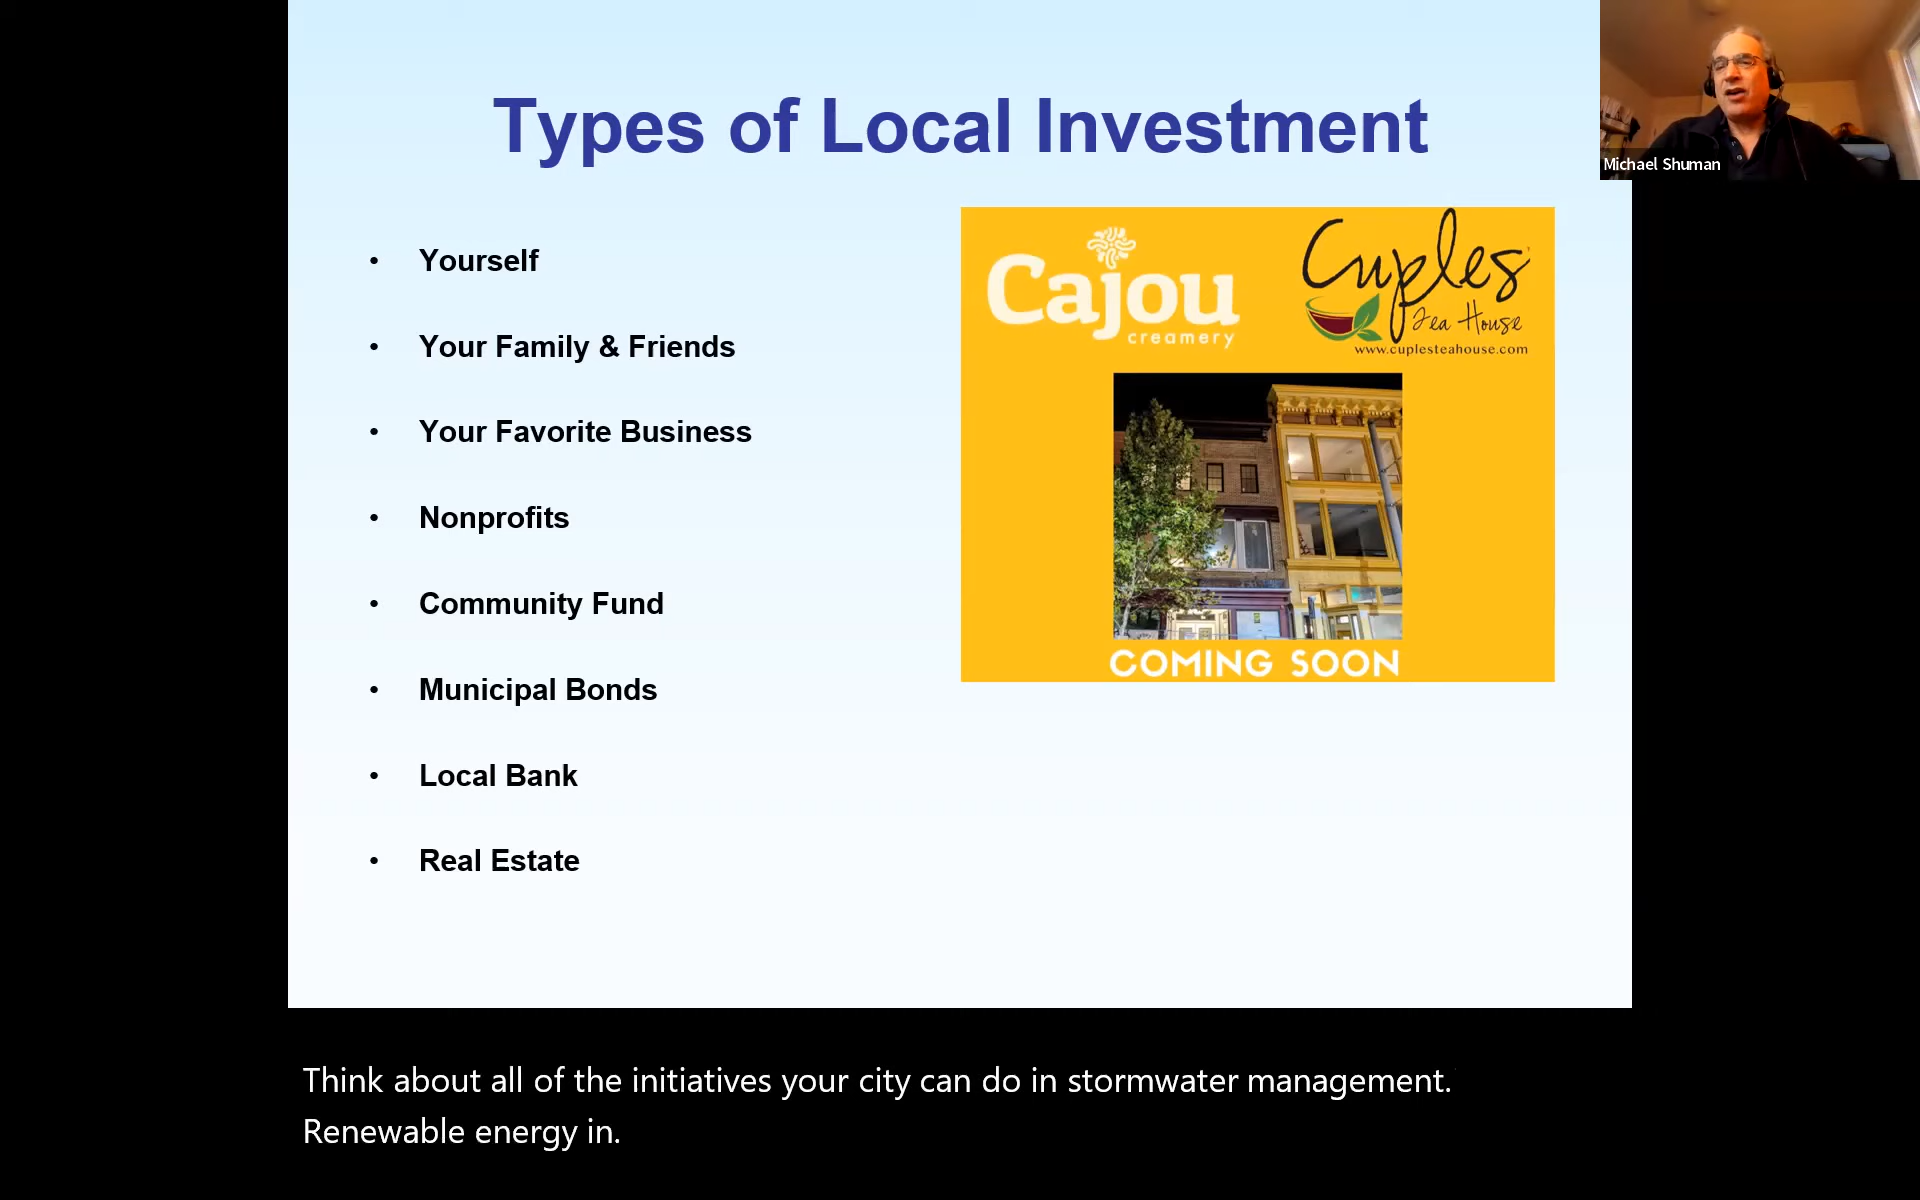 Types of Local Investment
Michael Shuman
• Yourself
• Your Family & Friends
• Your Favorite Business
• Nonprofits
• Community Fund
• Municipal Bonds
• Local Bank
• Real Estate
Cajou
creamery
Cuples
Tea House
www.cuplesteahouse.com
COMING SOON
Think about all of the initiatives your city can do in stormwater management.
Renewable energy in.